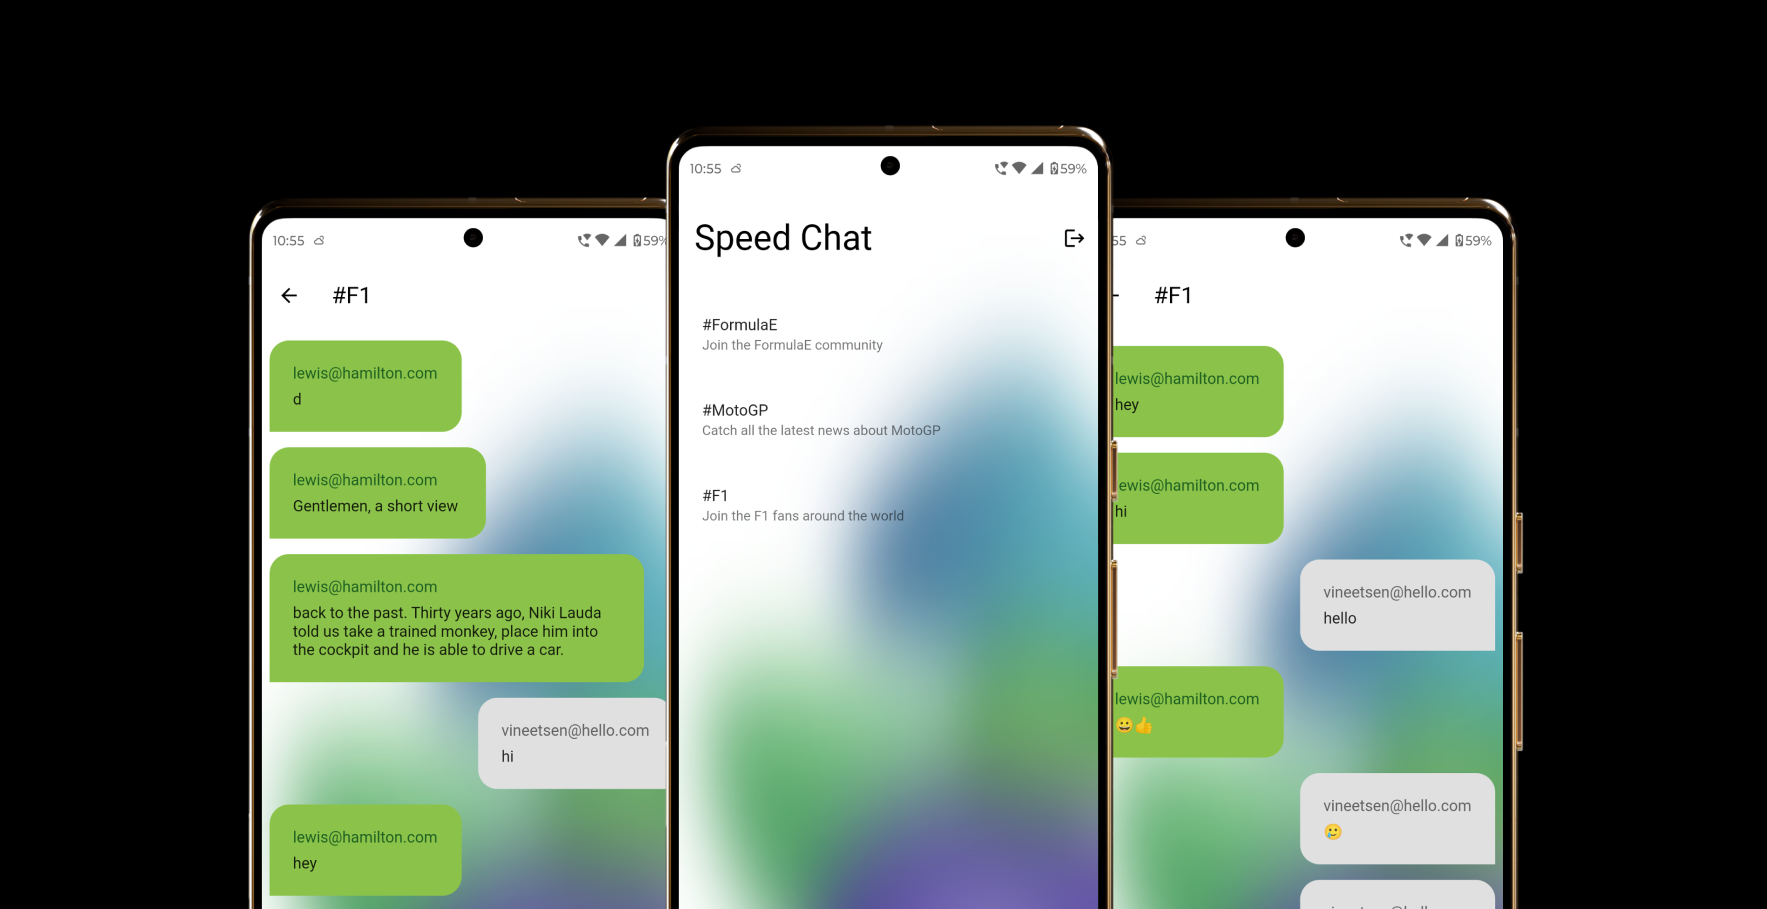 10:55
59%
#F1
lewis@hamilton.com
d
lewis@hamilton.com
Gentlemen, a short view
lewis@hamilton.com
back to the past. Thirty years ago, Niki Lauda
told us take a trained monkey, place him into
the cockpit and he is able to drive a car.
vineetsen@hello.com
hi
lewis@hamilton.com
hey
10:55
59%
Speed Chat
#FormulaE
Join the FormulaE community
#MotoGP
Catch all the latest news about MotoGP
#F1
Join the F1 fans around the world
55
59%
#F1
lewis@hamilton.com
hey
lewis@hamilton.com
hi
vineetsen@hello.com
hello
lewis@hamilton.com
😀👍
vineetsen@hello.com
🥲